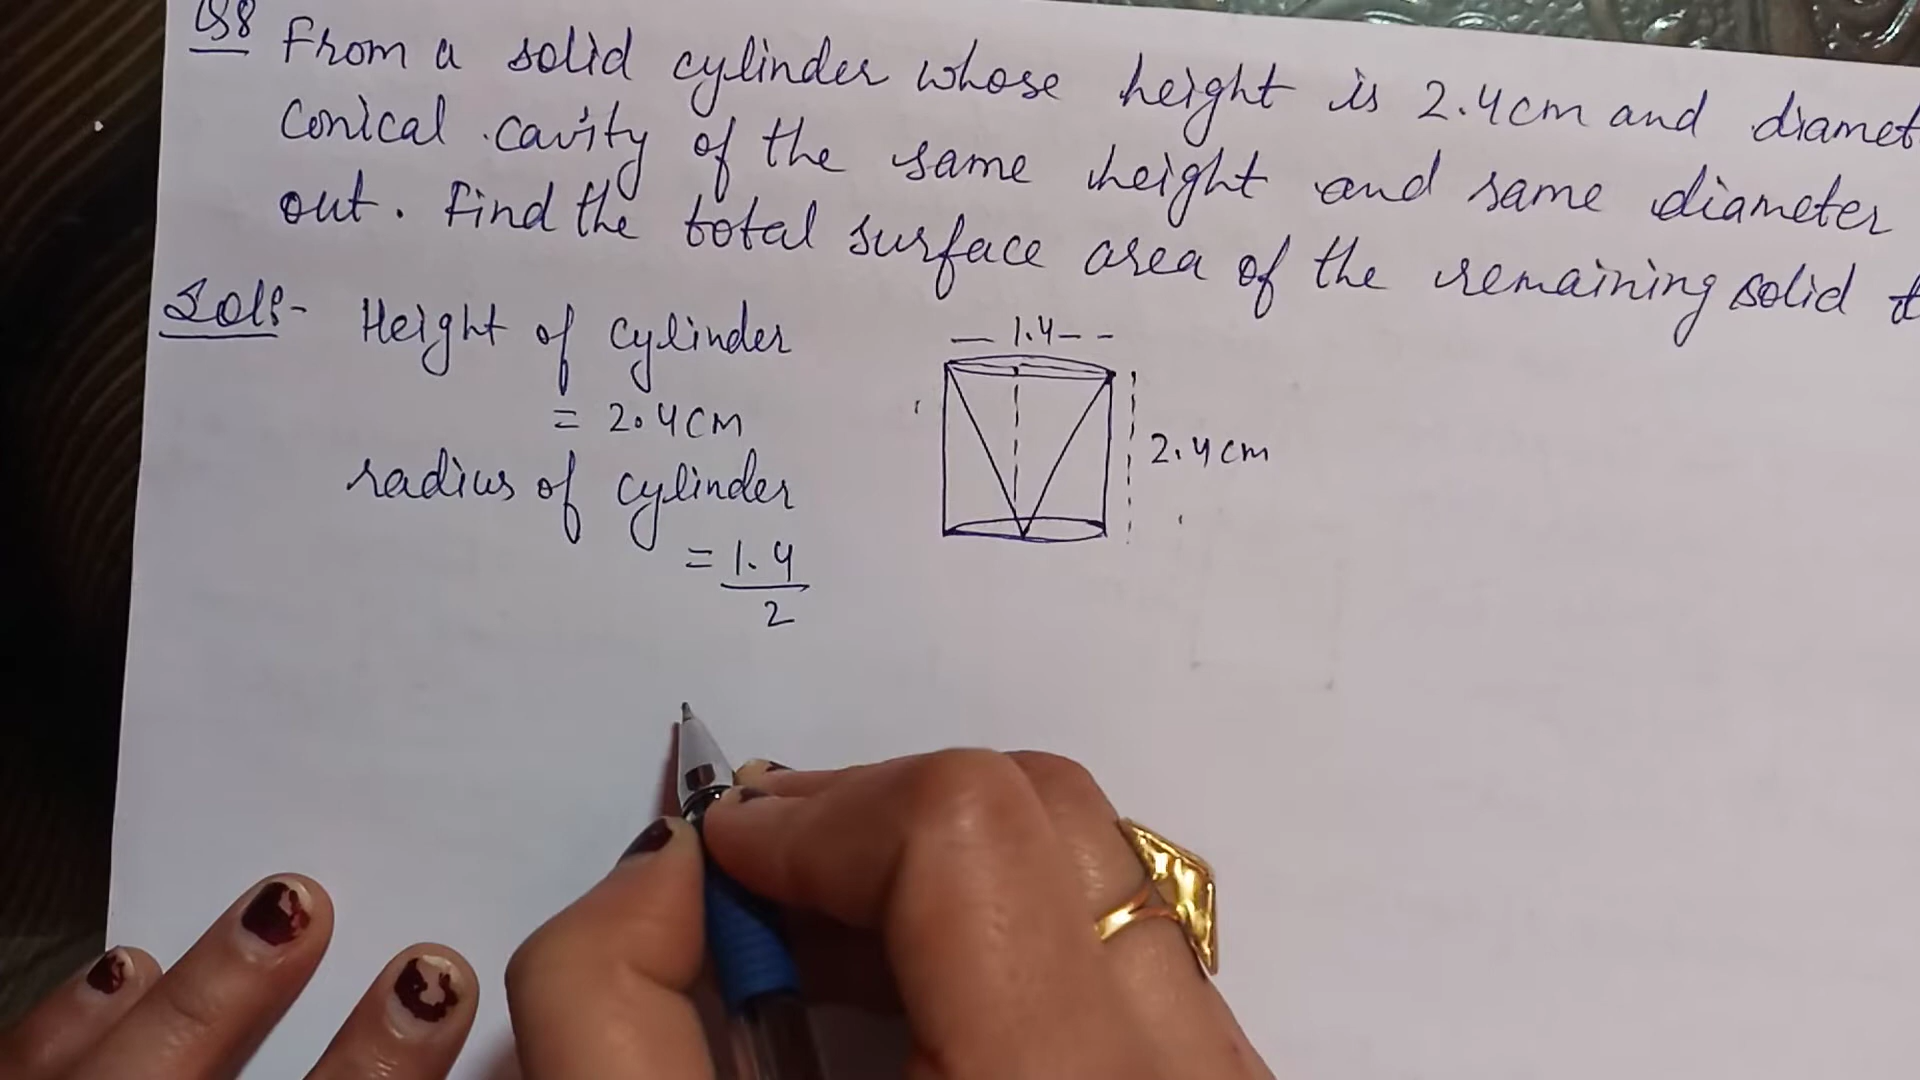 Q8 From a solid cylinder whose height is 2.4cm and diamet
Conical cavity of the same height and same diameter
out. Find the total surface area of the remaining solid
Sol:- Height of cylinder
= 2.4cm
radius of cylinder
= 1.4
2
1.4
2.4cm